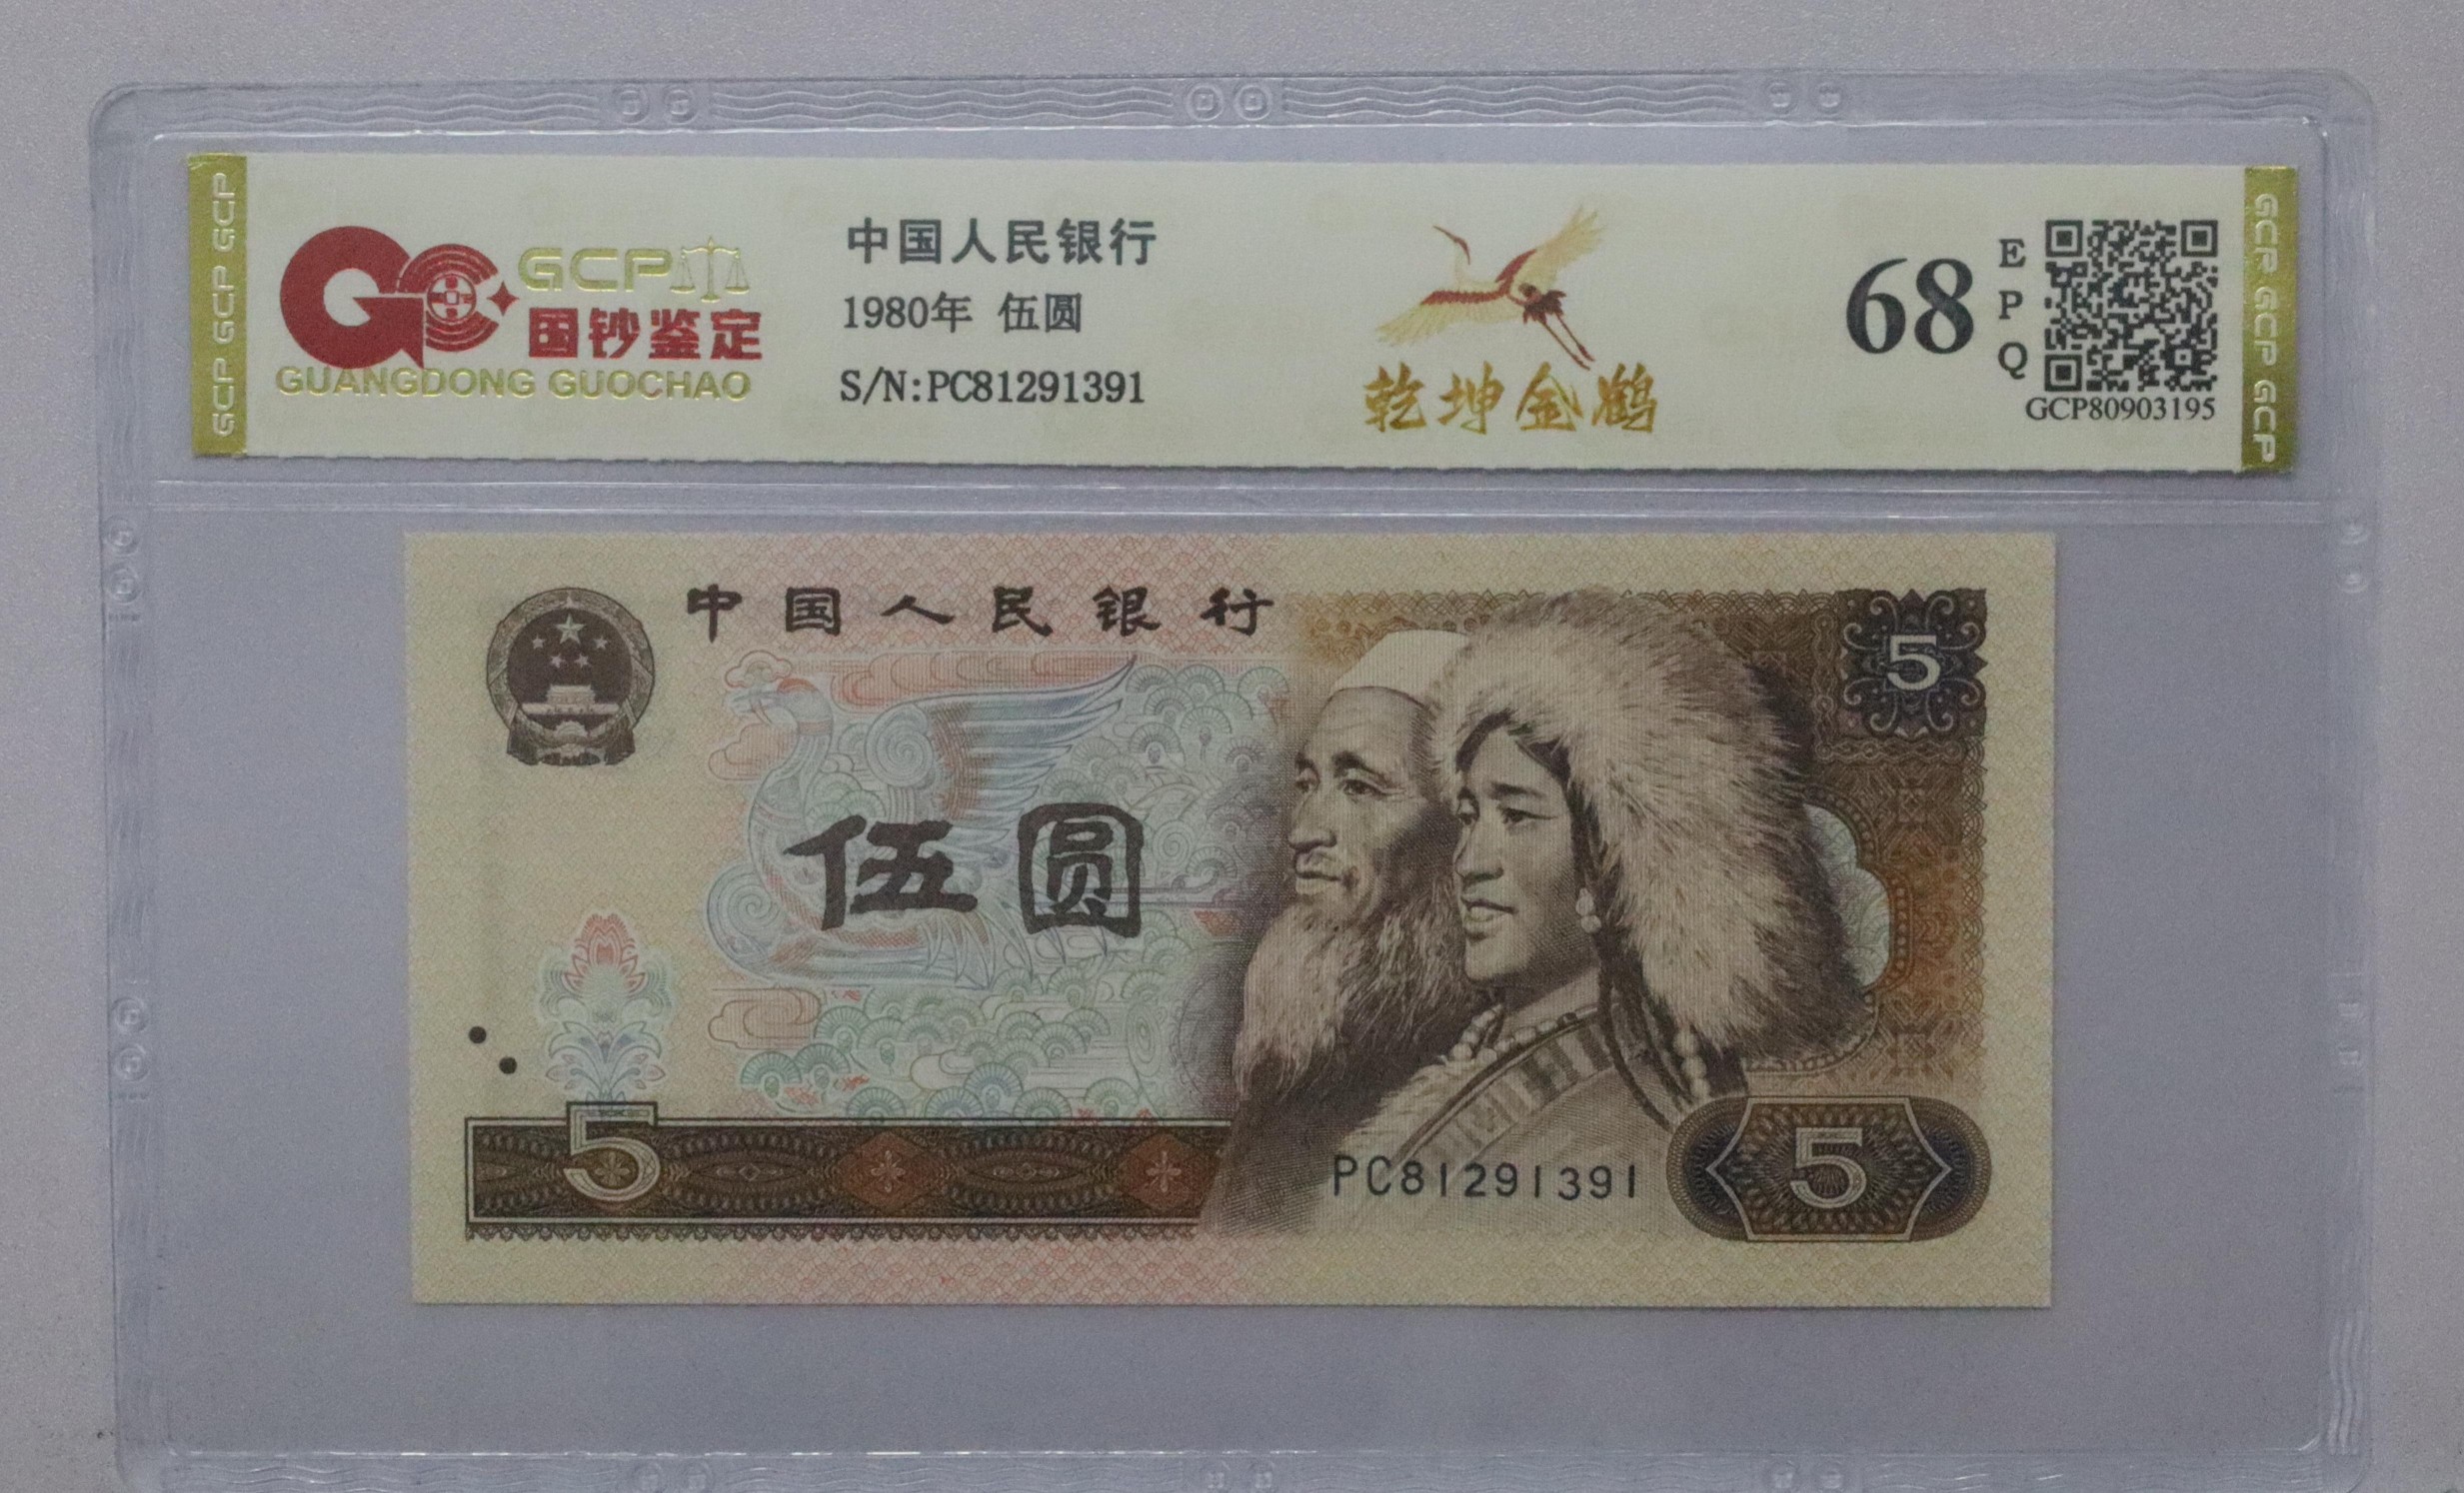 GCP GCP GCP
GCP
国钞鉴定
GUANGDONG GUOCHAO
中国人民银行
1980年 伍圆
S/N:PC81291391
乾坤金鹤
68
EPQ
GCP80903195
GCP GCP GCP
中国人民银行
5
伍圆
5
PC81291391
5